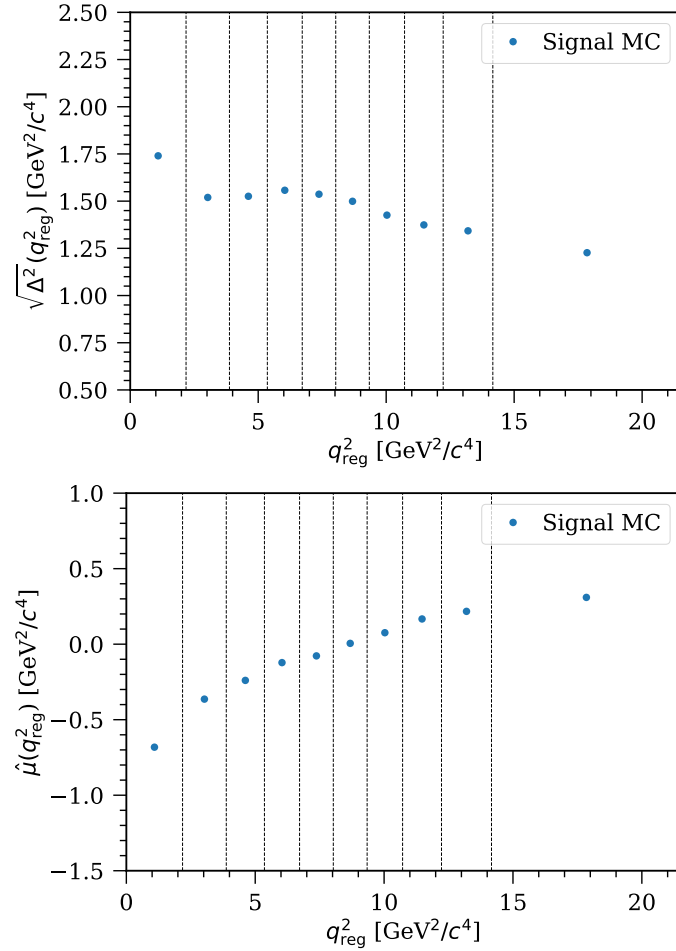 2.50
2.25
2.00
1.75
1.50
1.25
1.00
0.75
0.50
√Δ² (q²reg) [GeV²/c⁴]
Signal MC
0 5 10 15 20
q²reg [GeV²/c⁴]
1.0
0.5
0.0
−0.5
−1.0
−1.5
μ̂(q²reg) [GeV²/c⁴]
Signal MC
0 5 10 15 20
q²reg [GeV²/c⁴]